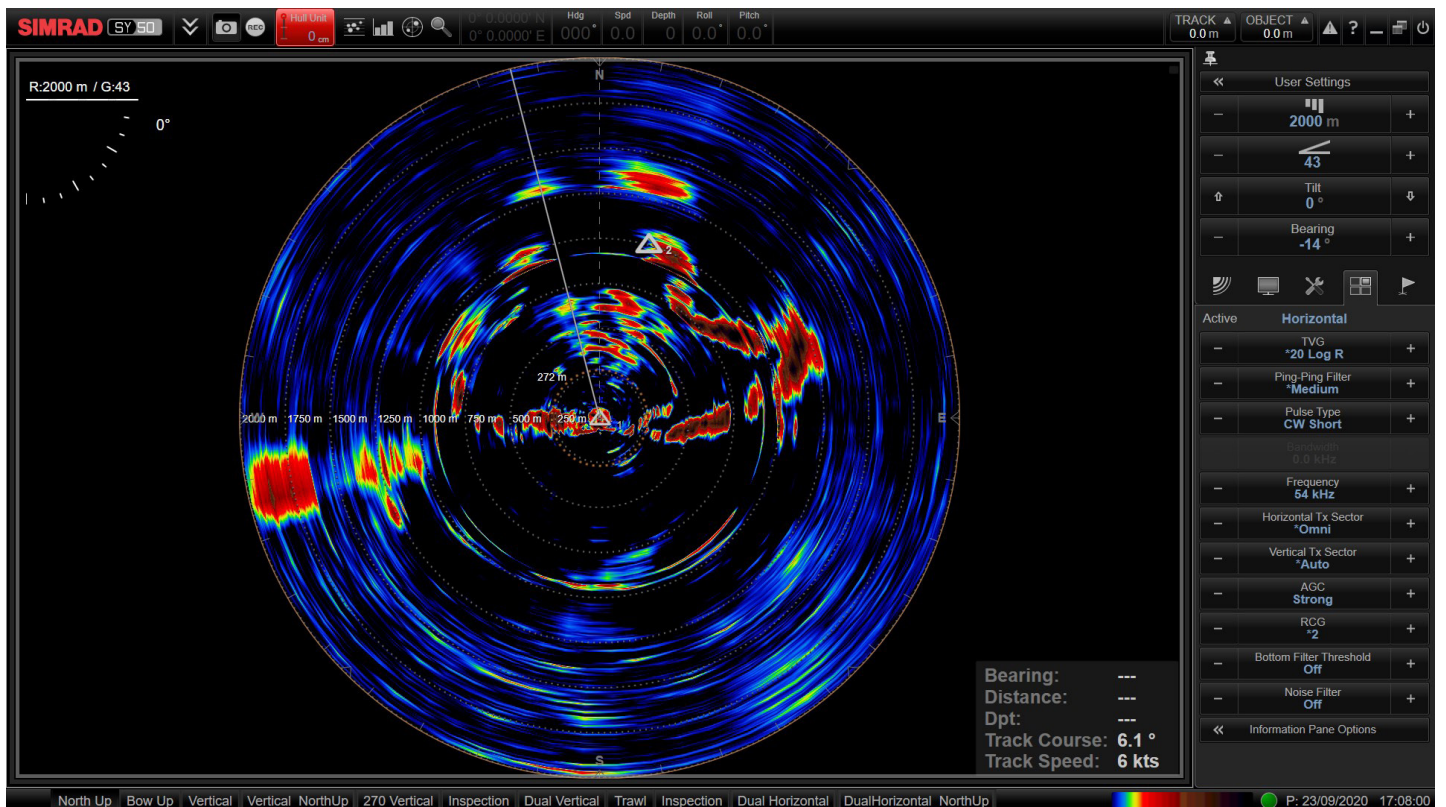 SIMRAD SY50
REC
Hull Unit
0 cm
0° 0.0000' N
0° 0.0000' E
Hdg
000°
Spd
0.0
Depth
0
Roll
0.0°
Pitch
0.0°
TRACK
0.0 m
OBJECT
0.0 m
?
R:2000 m / G:43
0°
N
2
272 m
2000 m 1750 m 1500 m 1250 m 1000 m 750 m 500 m 250 m
1
E
S
Bearing: ---
Distance: ---
Dpt: ---
Track Course: 6.1 °
Track Speed: 6 kts
User Settings
2000 m
43
Tilt
0 °
Bearing
-14 °
Active Horizontal
TVG
*20 Log R
Ping-Ping Filter
*Medium
Pulse Type
CW Short
Bandwidth
0.0 kHz
Frequency
54 kHz
Horizontal Tx Sector
*Omni
Vertical Tx Sector
*Auto
AGC
Strong
RCG
*2
Bottom Filter Threshold
Off
Noise Filter
Off
Information Pane Options
North Up Bow Up Vertical Vertical NorthUp 270 Vertical Inspection Dual Vertical Trawl Inspection Dual Horizontal DualHorizontal NorthUp
P: 23/09/2020 17:08:00